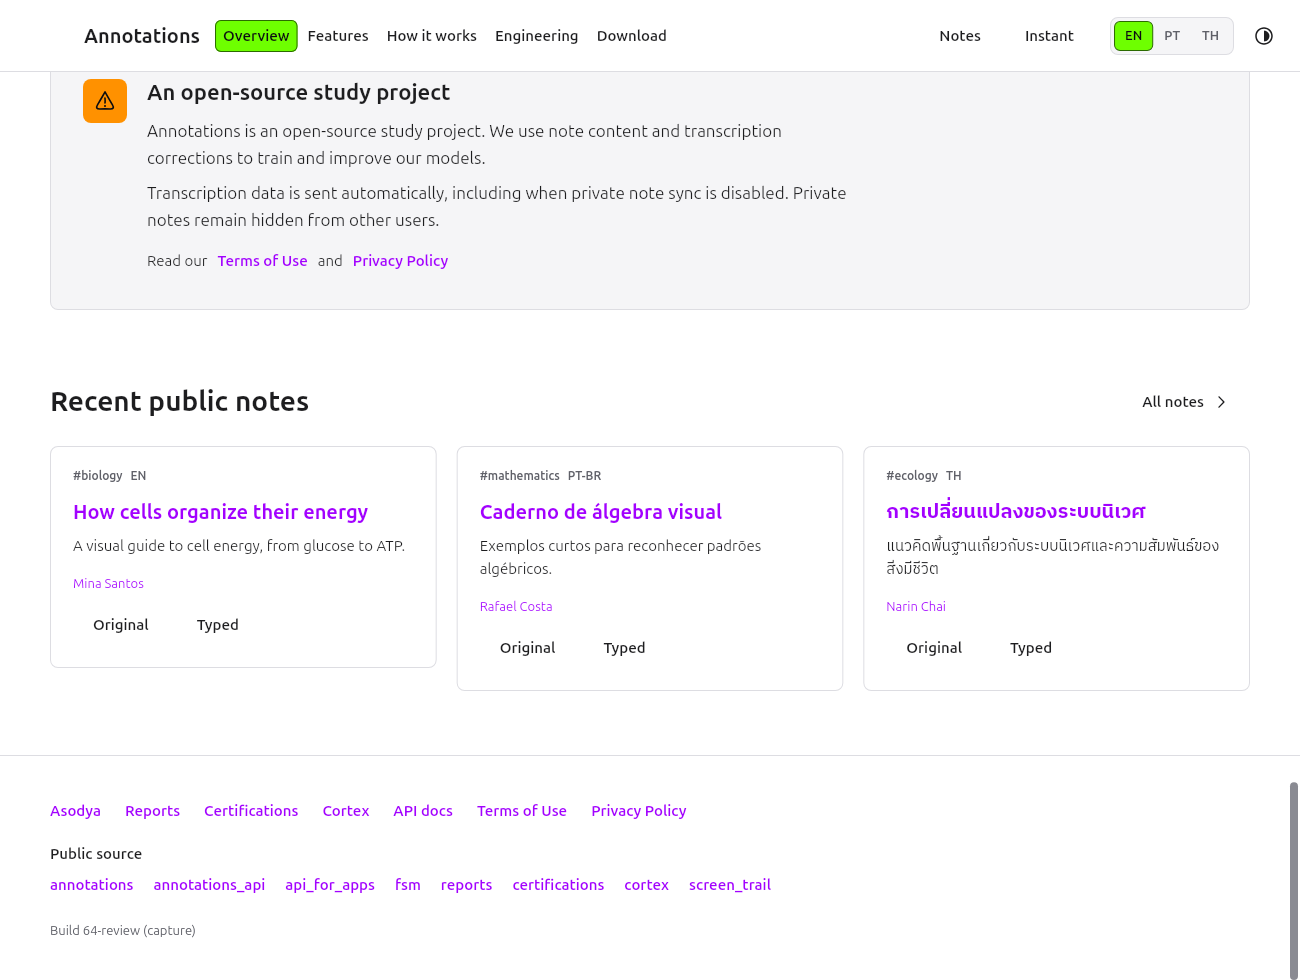 Annotations Overview Features How it works Engineering Download Notes Instant EN PT TH
An open-source study project
Annotations is an open-source study project. We use note content and transcription
corrections to train and improve our models.
Transcription data is sent automatically, including when private note sync is disabled. Private
notes remain hidden from other users.
Read our Terms of Use and Privacy Policy
Recent public notes
All notes
#biology EN
How cells organize their energy
A visual guide to cell energy, from glucose to ATP.
Mina Santos
Original Typed
#mathematics PT-BR
Caderno de álgebra visual
Exemplos curtos para reconhecer padrões
algébricos.
Rafael Costa
Original Typed
#ecology TH
การเปลี่ยนแปลงของระบบนิเวศ
แนวคิดพื้นฐานเกี่ยวกับระบบนิเวศและความสัมพันธ์ของ
สิ่งมีชีวิต
Narin Chai
Original Typed
Asodya Reports Certifications Cortex API docs Terms of Use Privacy Policy
Public source
annotations annotations_api api_for_apps fsm reports certifications cortex screen_trail
Build 64-review (capture)